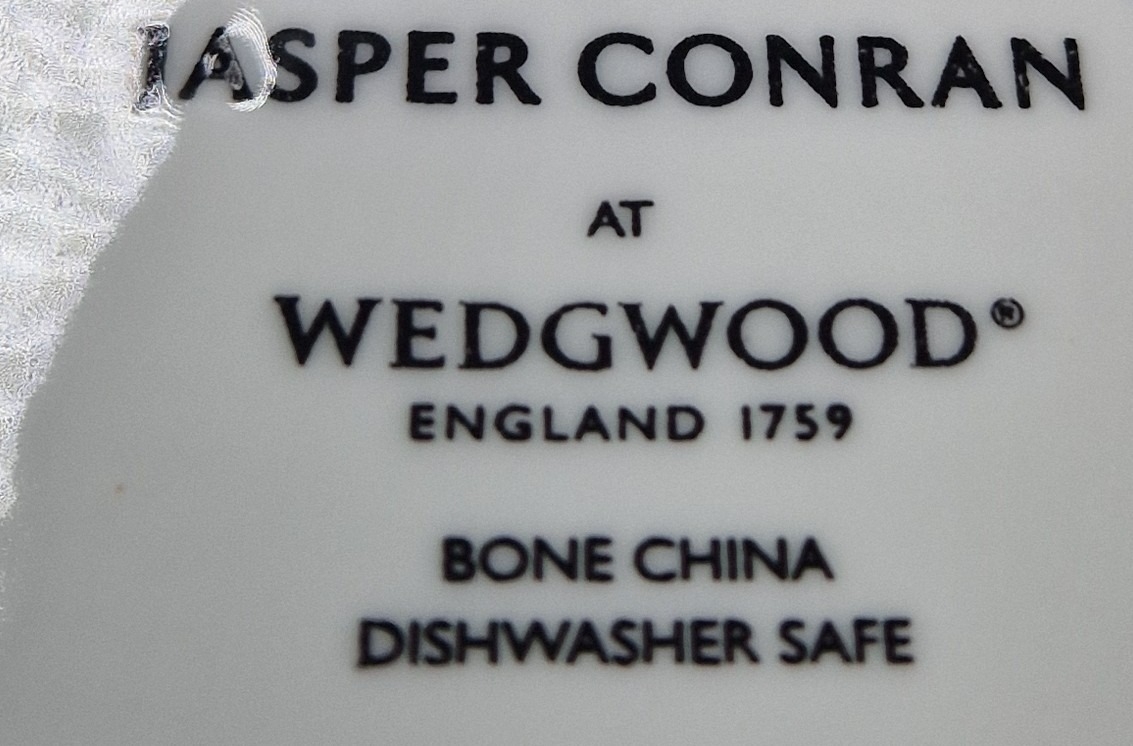 JASPER CONRAN
AT
WEDGWOOD®
ENGLAND 1759
BONE CHINA
DISHWASHER SAFE